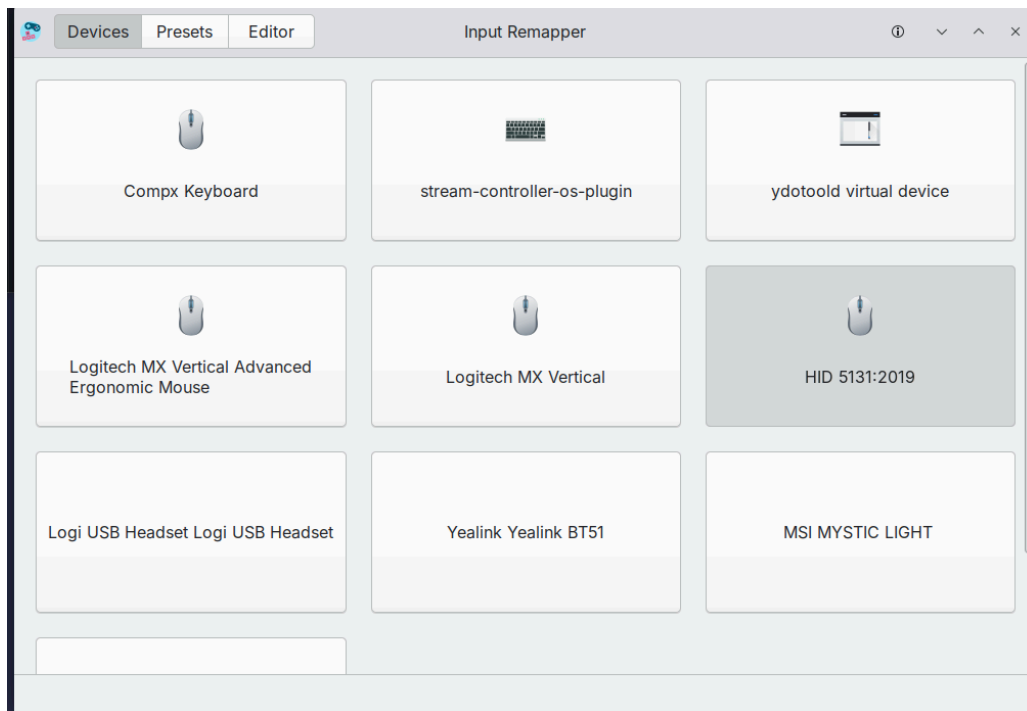 Devices Presets Editor Input Remapper
Compx Keyboard
stream-controller-os-plugin
ydotoold virtual device
Logitech MX Vertical Advanced
Ergonomic Mouse
Logitech MX Vertical
HID 5131:2019
Logi USB Headset Logi USB Headset
Yealink Yealink BT51
MSI MYSTIC LIGHT